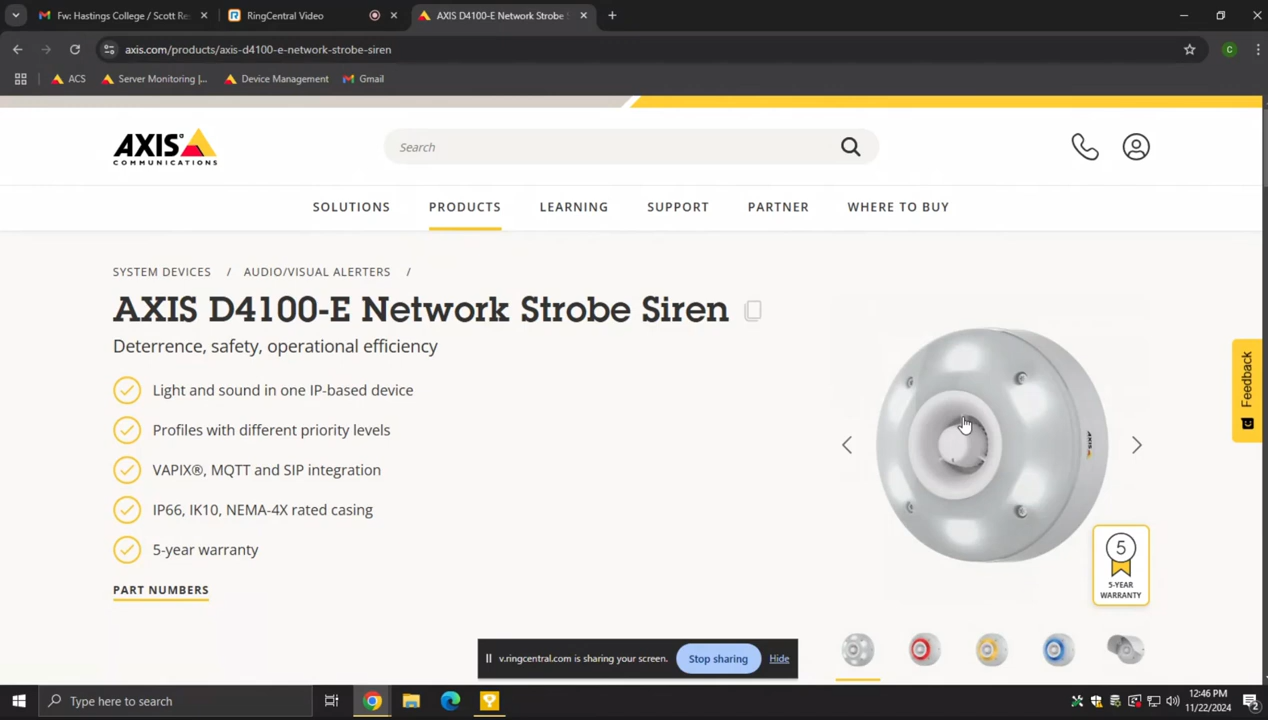 Fw: Hastings College / Scott Re
RingCentral Video
AXIS D4100-E Network Strobe S
axis.com/products/axis-d4100-e-network-strobe-siren
C
ACS
Server Monitoring |...
Device Management
Gmail
AXIS
COMMUNICATIONS
Search
SOLUTIONS
PRODUCTS
LEARNING
SUPPORT
PARTNER
WHERE TO BUY
SYSTEM DEVICES / AUDIO/VISUAL ALERTERS /
AXIS D4100-E Network Strobe Siren
Deterrence, safety, operational efficiency
Light and sound in one IP-based device
Profiles with different priority levels
VAPIX®, MQTT and SIP integration
IP66, IK10, NEMA-4X rated casing
5-year warranty
PART NUMBERS
AXIS
5
5-YEAR
WARRANTY
Feedback
v.ringcentral.com is sharing your screen.
Stop sharing
Hide
Type here to search
12:46 PM
11/22/2024
2